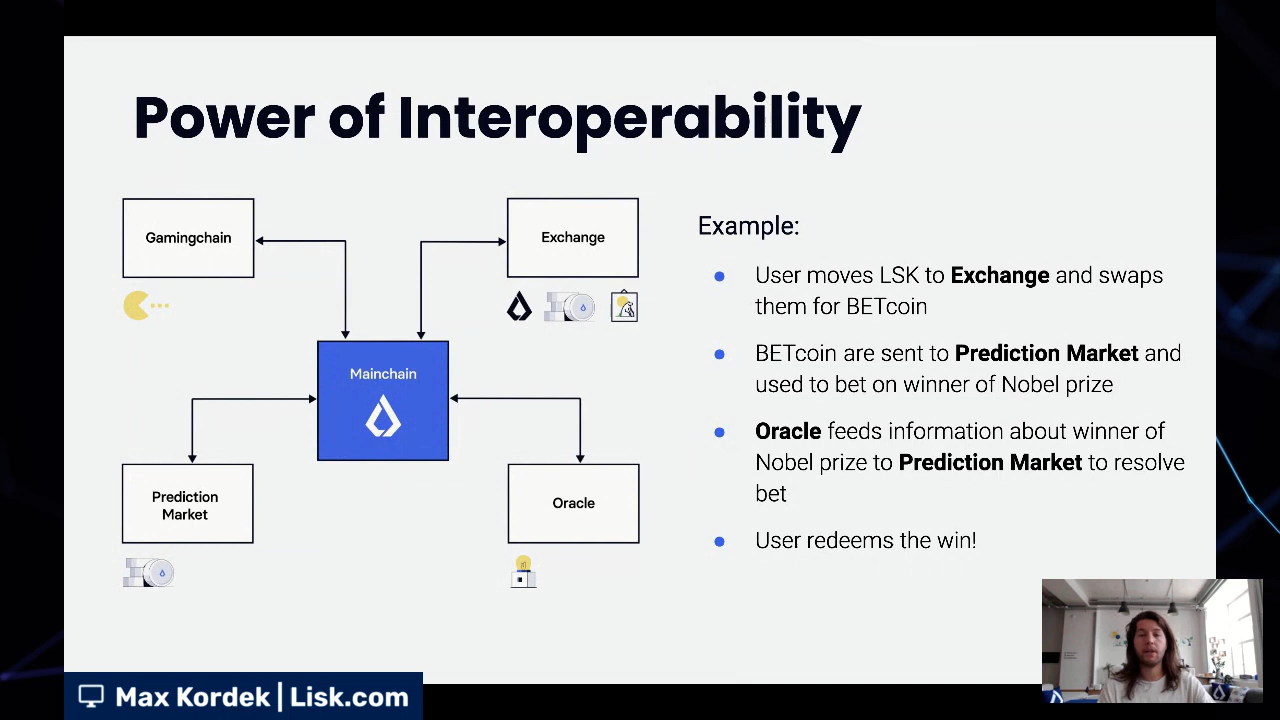 Power of Interoperability
Gamingchain
Exchange
Mainchain
Prediction
Market
Oracle
Example:
User moves LSK to Exchange and swaps
them for BETcoin
BETcoin are sent to Prediction Market and
used to bet on winner of Nobel prize
Oracle feeds information about winner of
Nobel prize to Prediction Market to resolve
bet
User redeems the win!
Max Kordek | Lisk.com